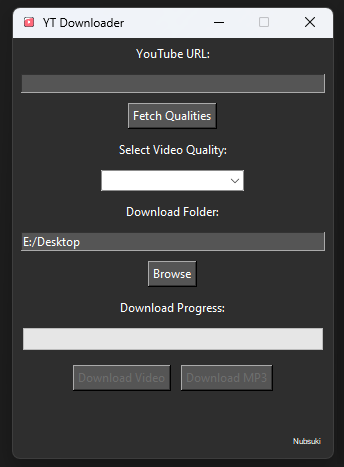 YT Downloader
YouTube URL:
Fetch Qualities
Select Video Quality:
Download Folder:
E:/Desktop
Browse
Download Progress:
Download Video Download MP3
Nubsuki